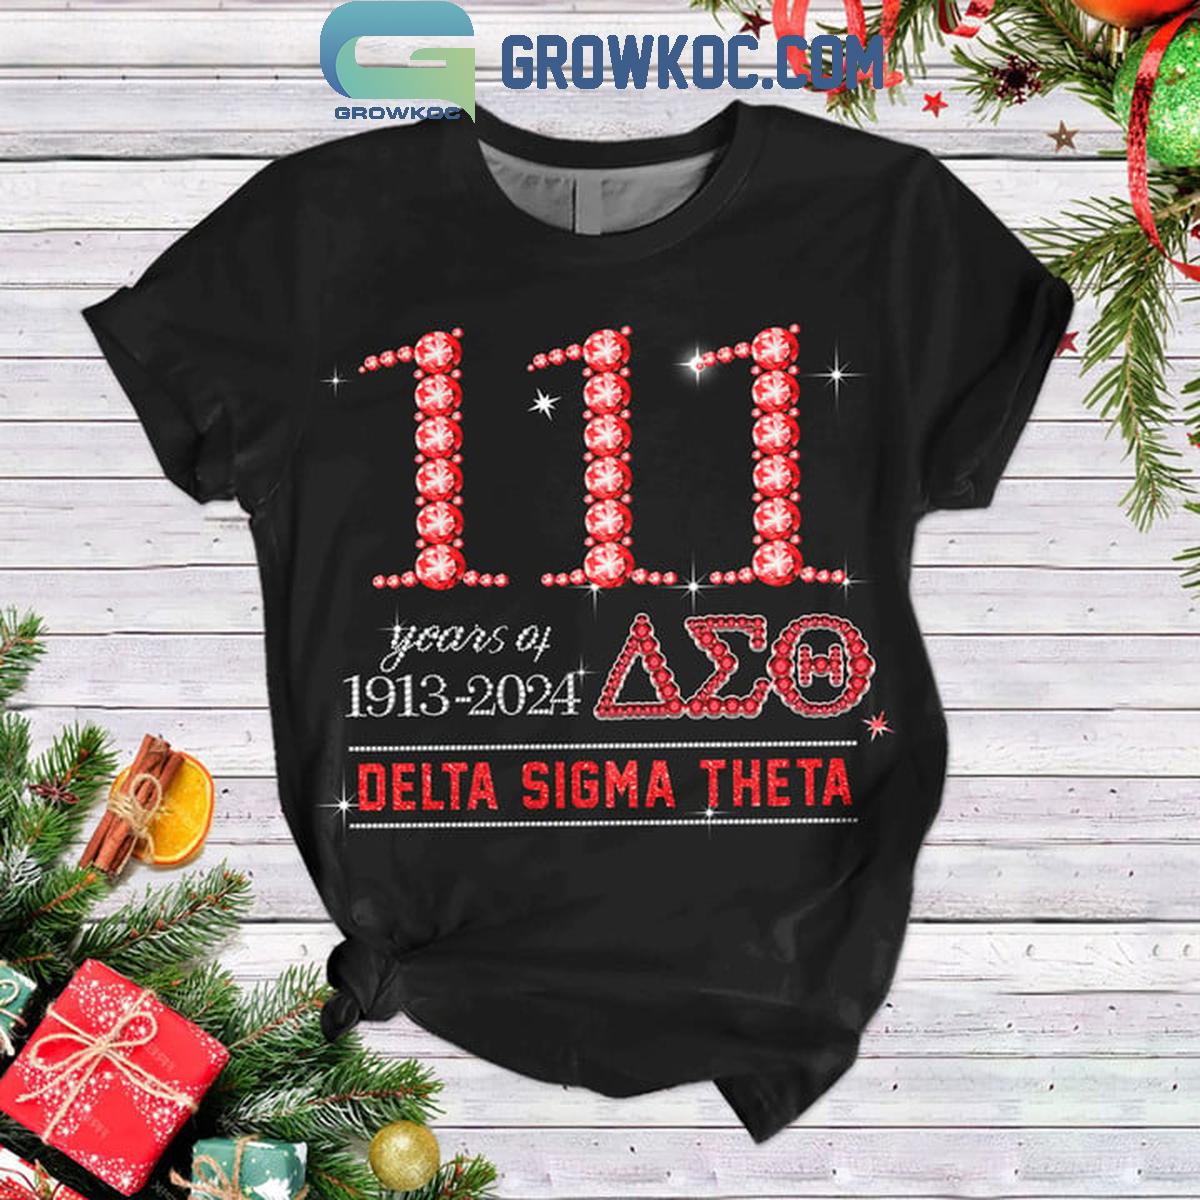 GROWKOC.COM
GROWKOC
111
years of
1913-2024 ΔΣΘ
DELTA SIGMA THETA